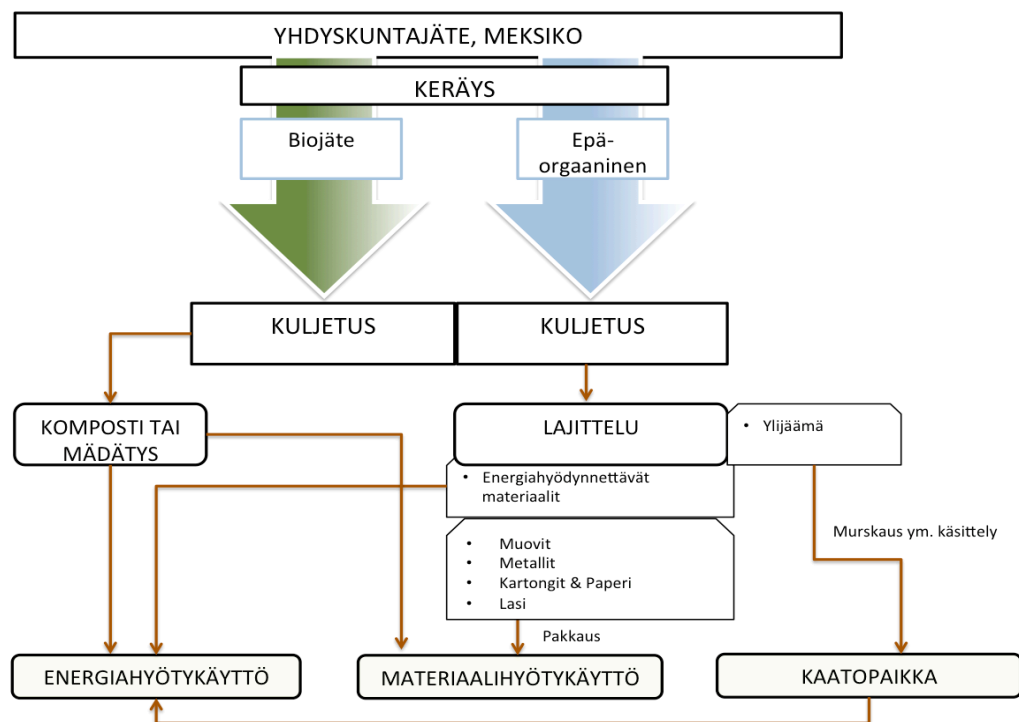 YHDYSKUNTAJÄTE, MEKSIKO
KERÄYS
Biojäte
Epä-
orgaaninen
KULJETUS
KULJETUS
KOMPOSTI TAI
MÄDÄTYS
LAJITTELU
• Ylijäämä
• Energiahyödynnettävät
materiaalit
• Muovit
• Metallit
• Kartongit & Paperi
• Lasi
Murskaus ym. käsittely
Pakkaus
ENERGIAHYÖTYKÄYTTÖ
MATERIAALIHYÖTYKÄYTTÖ
KAATOPAIKKA